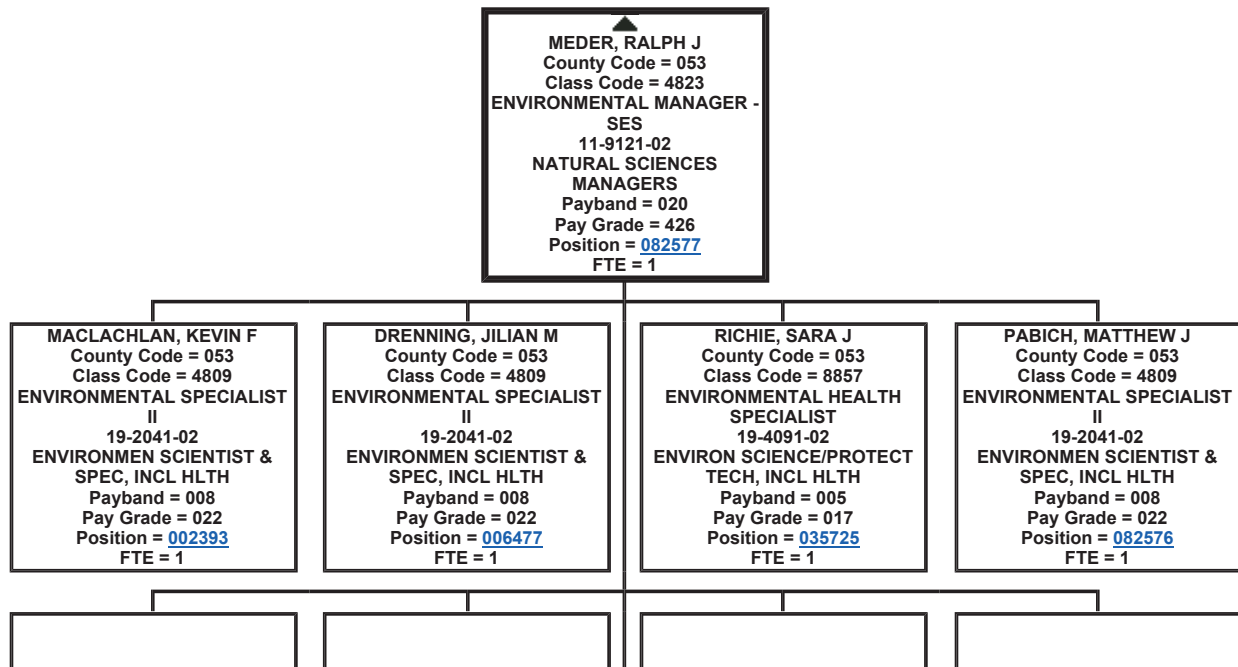 MEDER, RALPH J
County Code = 053
Class Code = 4823
ENVIRONMENTAL MANAGER -
SES
11-9121-02
NATURAL SCIENCES
MANAGERS
Payband = 020
Pay Grade = 426
Position = 082577
FTE = 1
MACLACHLAN, KEVIN F
County Code = 053
Class Code = 4809
ENVIRONMENTAL SPECIALIST
II
19-2041-02
ENVIRONMEN SCIENTIST &
SPEC, INCL HLTH
Payband = 008
Pay Grade = 022
Position = 002393
FTE = 1
DRENNING, JILIAN M
County Code = 053
Class Code = 4809
ENVIRONMENTAL SPECIALIST
II
19-2041-02
ENVIRONMEN SCIENTIST &
SPEC, INCL HLTH
Payband = 008
Pay Grade = 022
Position = 006477
FTE = 1
RICHIE, SARA J
County Code = 053
Class Code = 8857
ENVIRONMENTAL HEALTH
SPECIALIST
19-4091-02
ENVIRON SCIENCE/PROTECT
TECH, INCL HLTH
Payband = 005
Pay Grade = 017
Position = 035725
FTE = 1
PABICH, MATTHEW J
County Code = 053
Class Code = 4809
ENVIRONMENTAL SPECIALIST
II
19-2041-02
ENVIRONMEN SCIENTIST &
SPEC, INCL HLTH
Payband = 008
Pay Grade = 022
Position = 082576
FTE = 1